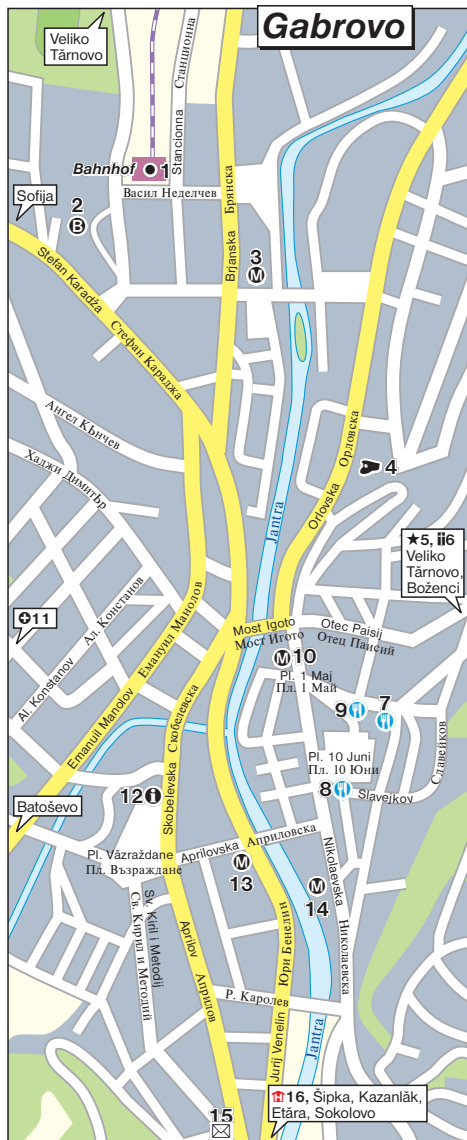 Gabrovo
Veliko
Tărnovo
Станционна
Stancionna
Bahnhof 1
Васил Неделчев
Sofija
2
B
Брянска
Brjanska
3
M
Stefan Karadža Стефан Караджа
Ангел Кънчев
Хаджи Димитър
Jantra
Orlovska Орловска
4
5, 6
Veliko
Tărnovo,
Boženci
11
Al. Konstanov Ал. Констанов
Emanuil Manolov Емануил Манолов
Most Igoto
Мост Игото
Otec Paisij
Отец Паисий
M 10
Pl. 1 Maj
Пл. 1 Май
9
7
Славейков
Pl. 10 Juni
Пл. 10 Юни
8
Slavejkov
Skobelevska Скобелевска
Batoševo
12 i
Pl. Văzraždane
Пл. Възраждане
Aprilovska Априловска
M
13
M
14
Nikolaevska Николаевска
Sv. Kiril i Metodij
Св. Кирил и Методий
Aprilov Априлов
Jurij Venelin Юри Бенелин
Р. Каролев
Jantra
15
16, Šipka, Kazanlăk,
Etăra, Sokolovo